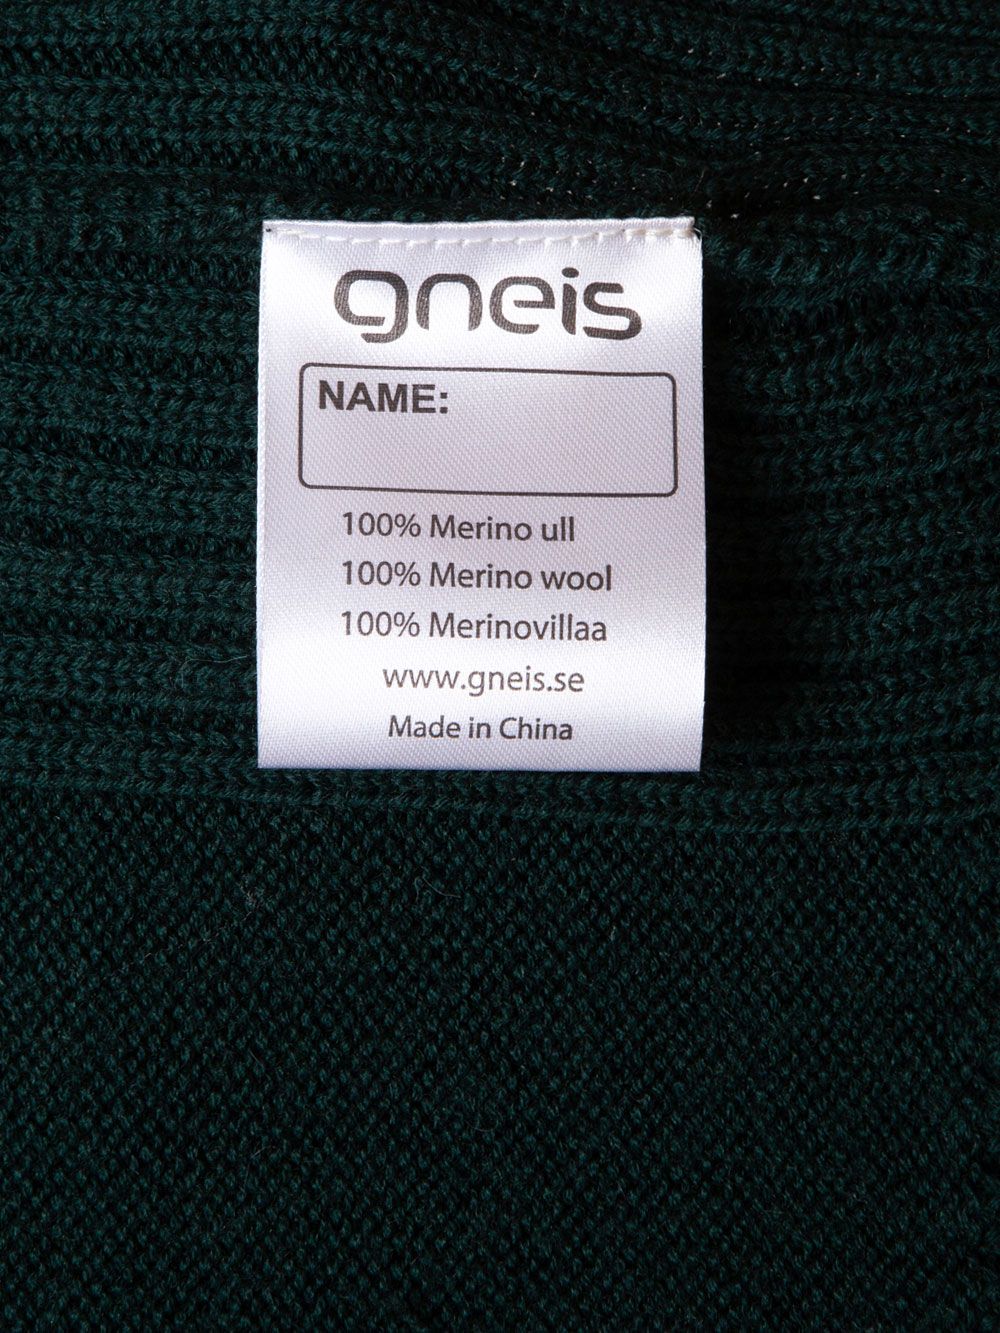 gneis
NAME:
100% Merino ull
100% Merino wool
100% Merinovillaa
www.gneis.se
Made in China